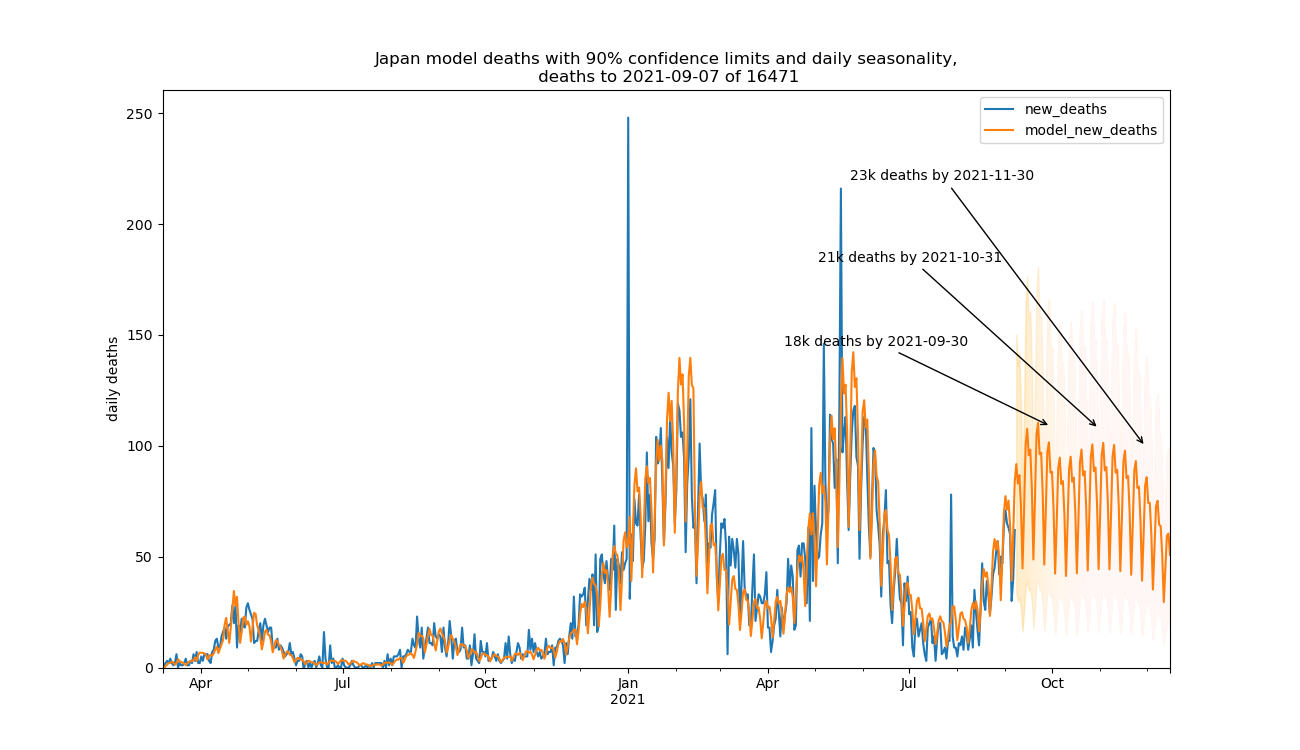 Japan model deaths with 90% confidence limits and daily seasonality,
deaths to 2021-09-07 of 16471
new_deaths
model_new_deaths
23k deaths by 2021-11-30
21k deaths by 2021-10-31
18k deaths by 2021-09-30
daily deaths
250
200
150
100
50
0
Apr
Jul
Oct
Jan
2021
Apr
Jul
Oct